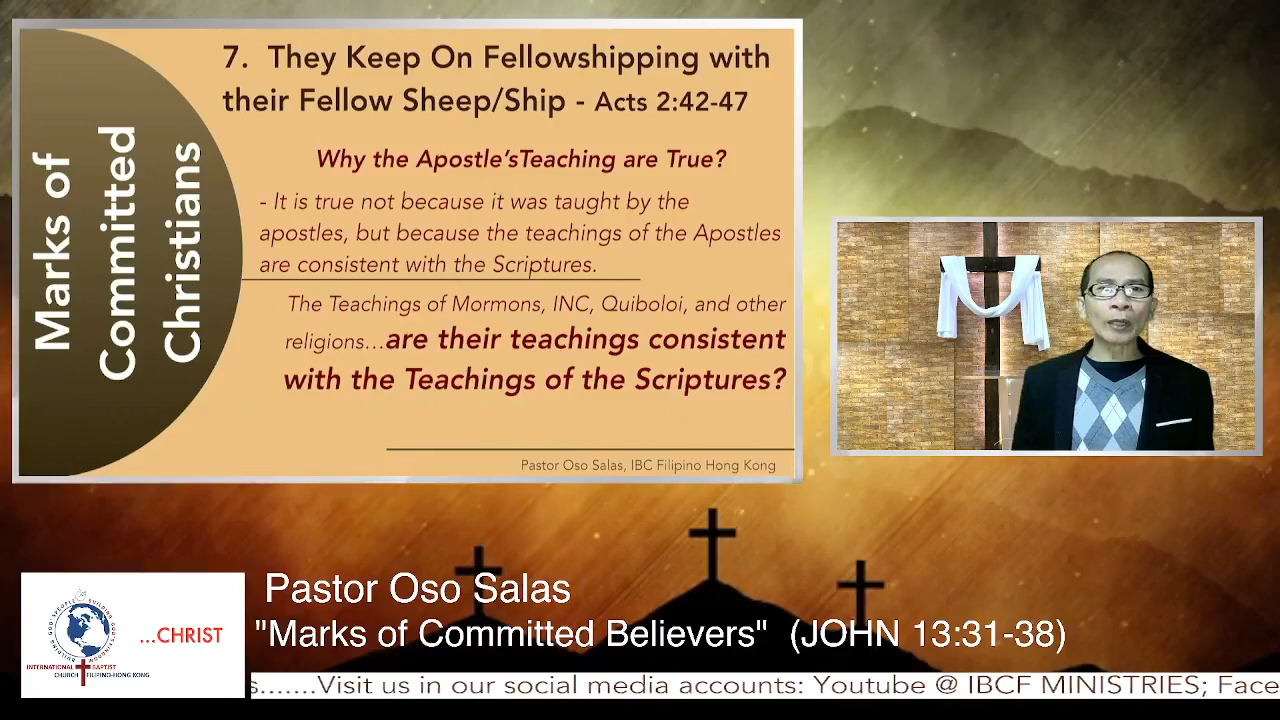 7. They Keep On Fellowshipping with
their Fellow Sheep/Ship - Acts 2:42-47
Marks of
Committed
Christians
Why the Apostle'sTeaching are True?
- It is true not because it was taught by the
apostles, but because the teachings of the Apostles
are consistent with the Scriptures.
The Teachings of Mormons, INC, Quiboloi, and other
religions...are their teachings consistent
with the Teachings of the Scriptures?
Pastor Oso Salas, IBC Filipino Hong Kong
Pastor Oso Salas
"Marks of Committed Believers" (JOHN 13:31-38)
...CHRIST
INTERNATIONAL BAPTIST
CHURCH FILIPINO-HONG KONG
s.......Visit us in our social media accounts: Youtube @ IBCF MINISTRIES; Face